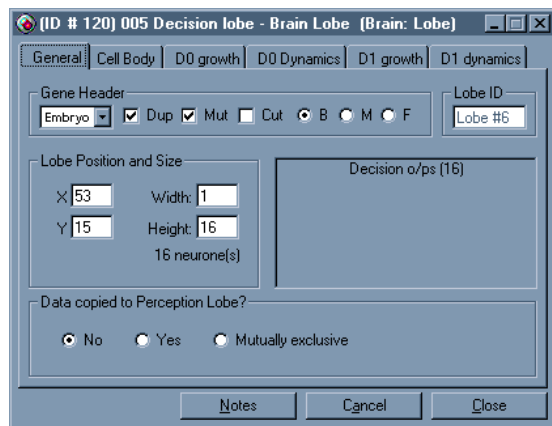 (ID # 120) 005 Decision lobe - Brain Lobe (Brain: Lobe)
General Cell Body D0 growth D0 Dynamics D1 growth D1 dynamics
Gene Header
Embryo Dup Mut Cut B M F
Lobe ID
Lobe #6
Lobe Position and Size
X 53 Width: 1
Y 15 Height: 16
16 neurone(s)
Decision o/ps (16)
Data copied to Perception Lobe?
No Yes Mutually exclusive
Notes Cancel Close